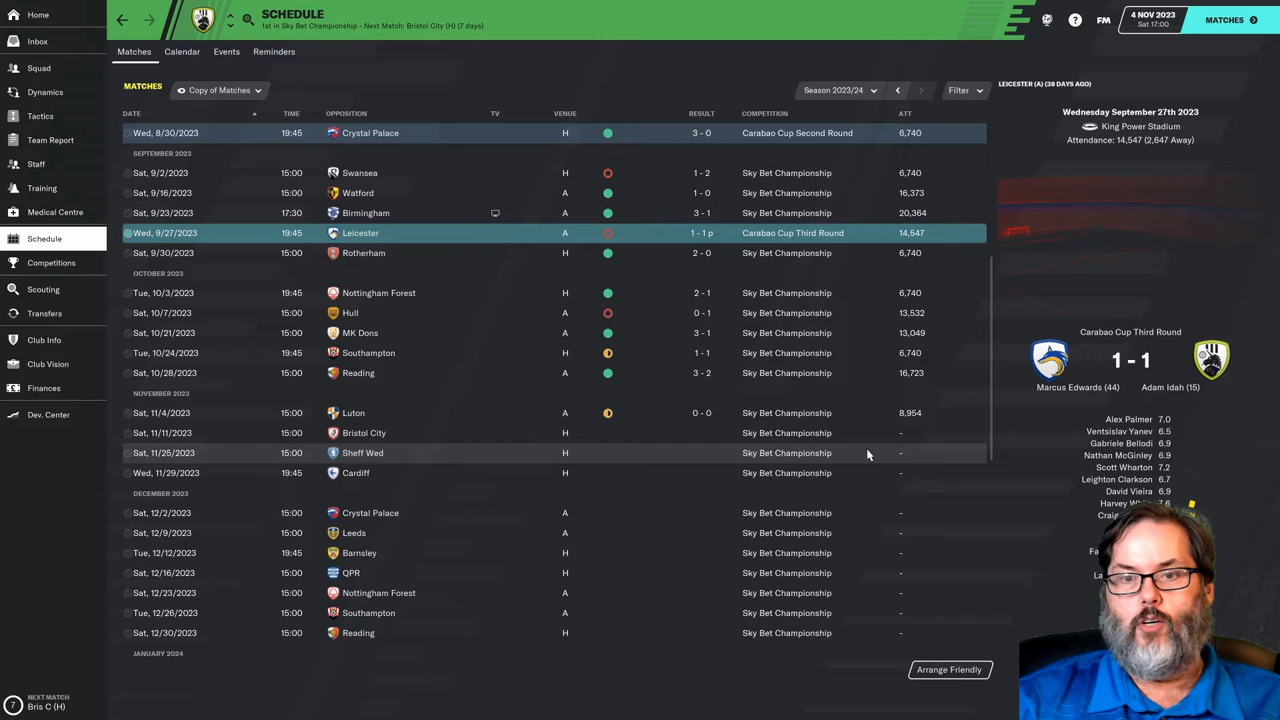 Home
SCHEDULE
1st in Sky Bet Championship - Next Match: Bristol City (H) (7 days)
FM
4 NOV 2023
Sat 17:00
MATCHES
Inbox
Squad
Dynamics
Tactics
Team Report
Staff
Training
Medical Centre
Schedule
Competitions
Scouting
Transfers
Club Info
Club Vision
Finances
Dev. Center
7
NEXT MATCH
Bris C (H)
Matches Calendar Events Reminders
MATCHES Copy of Matches Season 2023/24 Filter
DATE TIME OPPOSITION TV VENUE RESULT COMPETITION ATT
Wed, 8/30/2023 19:45 Crystal Palace H 3 - 0 Carabao Cup Second Round 6,740
SEPTEMBER 2023
Sat, 9/2/2023 15:00 Swansea H 1 - 2 Sky Bet Championship 6,740
Sat, 9/16/2023 15:00 Watford A 1 - 0 Sky Bet Championship 16,373
Sat, 9/23/2023 17:30 Birmingham A 3 - 1 Sky Bet Championship 20,364
Wed, 9/27/2023 19:45 Leicester A 1 - 1 p Carabao Cup Third Round 14,547
Sat, 9/30/2023 15:00 Rotherham H 2 - 0 Sky Bet Championship 6,740
OCTOBER 2023
Tue, 10/3/2023 19:45 Nottingham Forest H 2 - 1 Sky Bet Championship 6,740
Sat, 10/7/2023 15:00 Hull A 0 - 1 Sky Bet Championship 13,532
Sat, 10/21/2023 15:00 MK Dons A 3 - 1 Sky Bet Championship 13,049
Tue, 10/24/2023 19:45 Southampton H 1 - 1 Sky Bet Championship 6,740
Sat, 10/28/2023 15:00 Reading A 3 - 2 Sky Bet Championship 16,723
NOVEMBER 2023
Sat, 11/4/2023 15:00 Luton A 0 - 0 Sky Bet Championship 8,954
Sat, 11/11/2023 15:00 Bristol City H Sky Bet Championship -
Sat, 11/25/2023 15:00 Sheff Wed H Sky Bet Championship -
Wed, 11/29/2023 19:45 Cardiff H Sky Bet Championship -
DECEMBER 2023
Sat, 12/2/2023 15:00 Crystal Palace A Sky Bet Championship -
Sat, 12/9/2023 15:00 Leeds A Sky Bet Championship -
Tue, 12/12/2023 19:45 Barnsley H Sky Bet Championship -
Sat, 12/16/2023 15:00 QPR H Sky Bet Championship -
Sat, 12/23/2023 15:00 Nottingham Forest A Sky Bet Championship -
Tue, 12/26/2023 15:00 Southampton A Sky Bet Championship -
Sat, 12/30/2023 15:00 Reading H Sky Bet Championship -
JANUARY 2024
Arrange Friendly
LEICESTER (A) (38 DAYS AGO)
Wednesday September 27th 2023
King Power Stadium
Attendance: 14,547 (2,647 Away)
Carabao Cup Third Round
1 - 1
Marcus Edwards (44) Adam Idah (15)
Alex Palmer 7.0
Ventsislav Yanev 6.5
Gabriele Bellodi 6.9
Nathan McGinley 6.9
Scott Wharton 7.2
Leighton Clarkson 6.7
David Vieira 6.9
Harvey 7.6